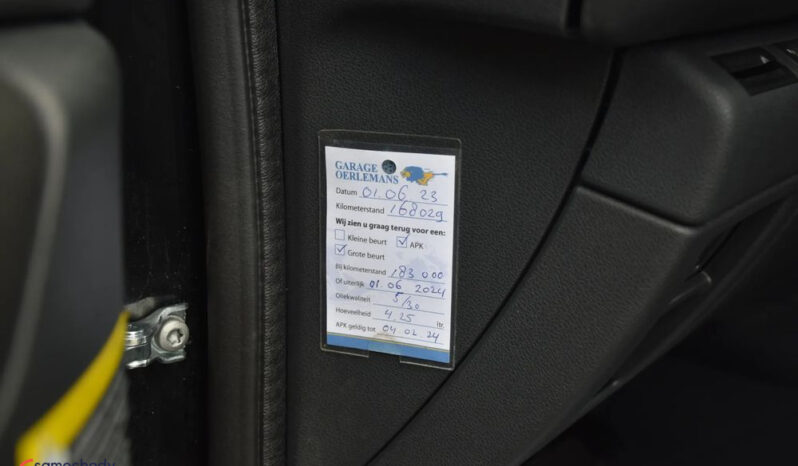 GARAGE
OERLEMANS
Datum 01.06 23
Kilometerstand 168029
Wij zien u graag terug voor een:
Kleine beurt APK
Grote beurt
Bij kilometerstand 183 000
Of uiterlijk 01.06 2024
Oliekwaliteit 5/30
Hoeveelheid 4,25 ltr.
APK geldig tot 04.02.24
samochody